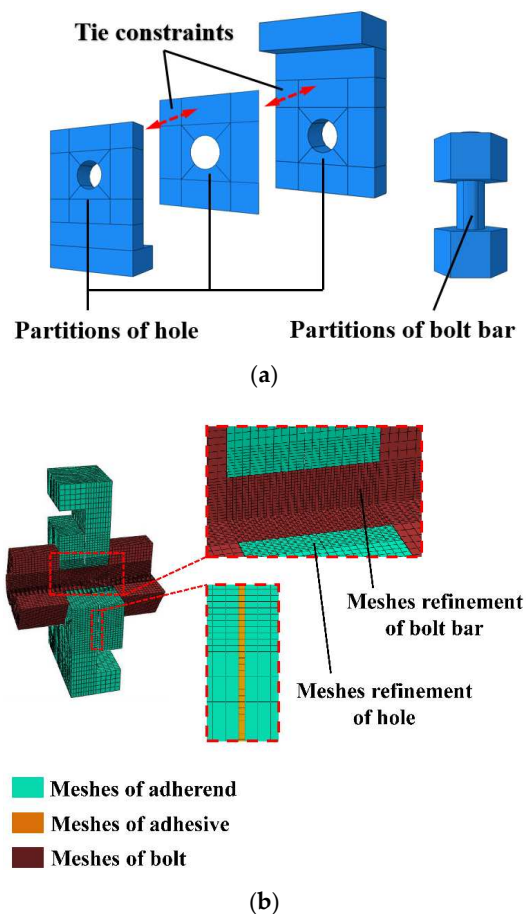 Tie constraints
Partitions of hole
Partitions of bolt bar
(a)
Meshes refinement
of bolt bar
Meshes refinement
of hole
Meshes of adherend
Meshes of adhesive
Meshes of bolt
(b)